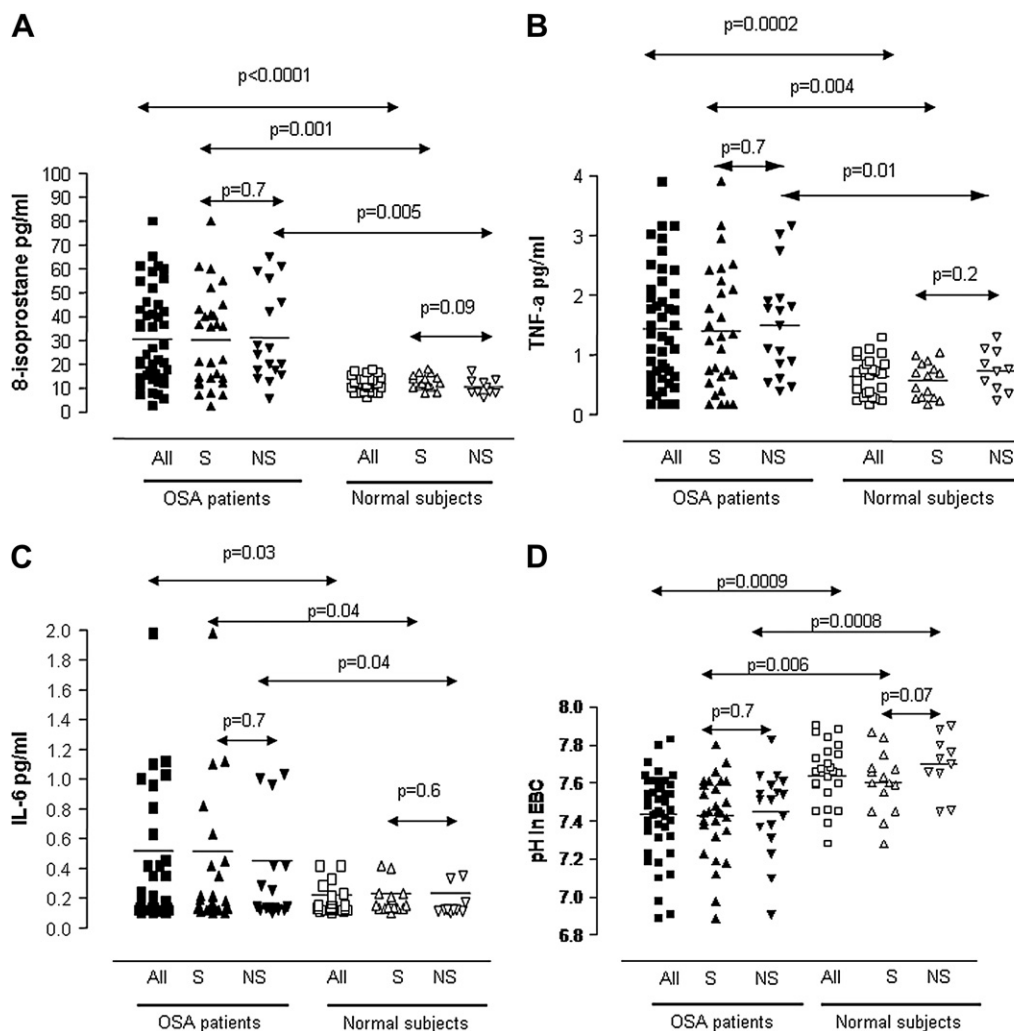 A
p<0.0001
p=0.001
p=0.7
p=0.005
p=0.09
8-isoprostane pg/ml
100
90
80
70
60
50
40
30
20
10
0
All S NS All S NS
OSA patients Normal subjects
B
p=0.0002
p=0.004
p=0.7
p=0.01
p=0.2
TNF-a pg/ml
4
3
2
1
0
All S NS All S NS
OSA patients Normal subjects
C
p=0.03
p=0.04
p=0.04
p=0.7
p=0.6
IL-6 pg/ml
2.0
1.8
1.6
1.4
1.2
1.0
0.8
0.6
0.4
0.2
0.0
All S NS All S NS
OSA patients Normal subjects
D
p=0.0009
p=0.0008
p=0.006
p=0.07
p=0.7
pH in EBC
8.0
7.8
7.6
7.4
7.2
7.0
6.8
All S NS All S NS
OSA patients Normal subjects